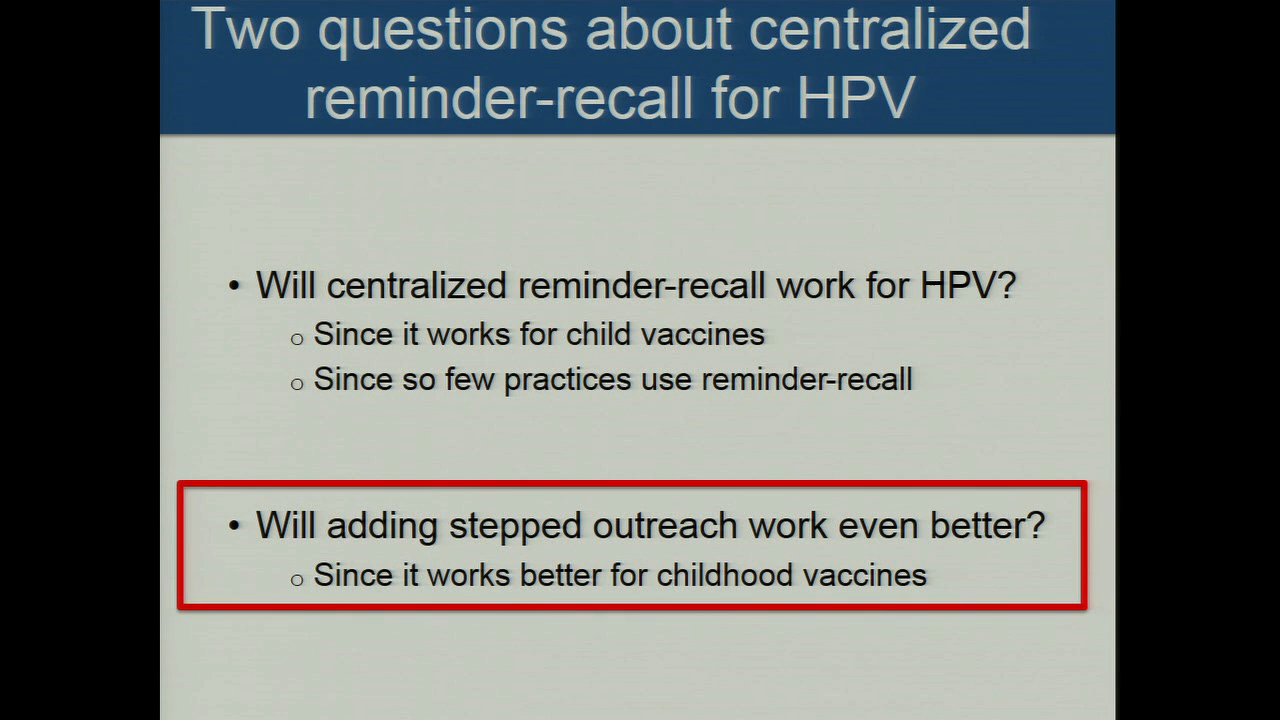 Two questions about centralized
reminder-recall for HPV
• Will centralized reminder-recall work for HPV?
o Since it works for child vaccines
o Since so few practices use reminder-recall
• Will adding stepped outreach work even better?
o Since it works better for childhood vaccines